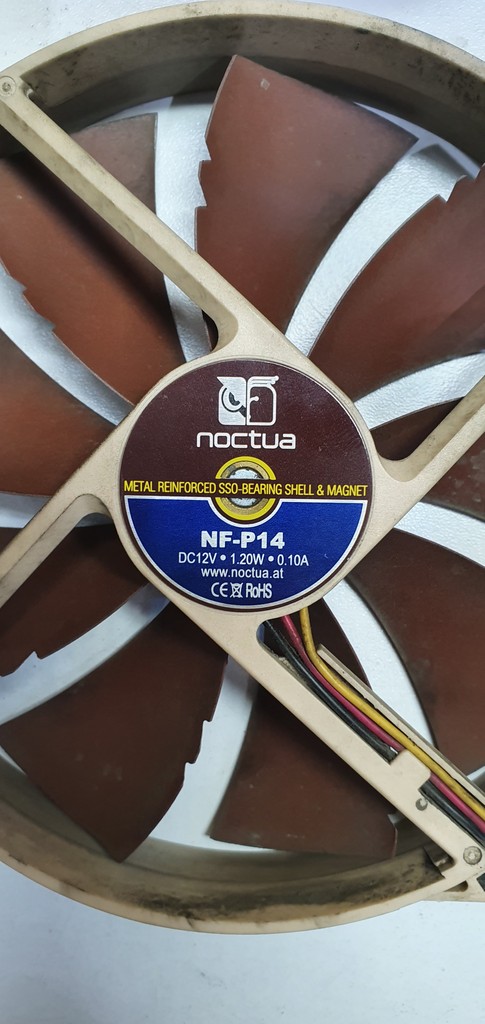 noctua
METAL REINFORCED SSO-BEARING SHELL & MAGNET
NF-P14
DC12V • 1.20W • 0.10A
www.noctua.at
CE RoHS